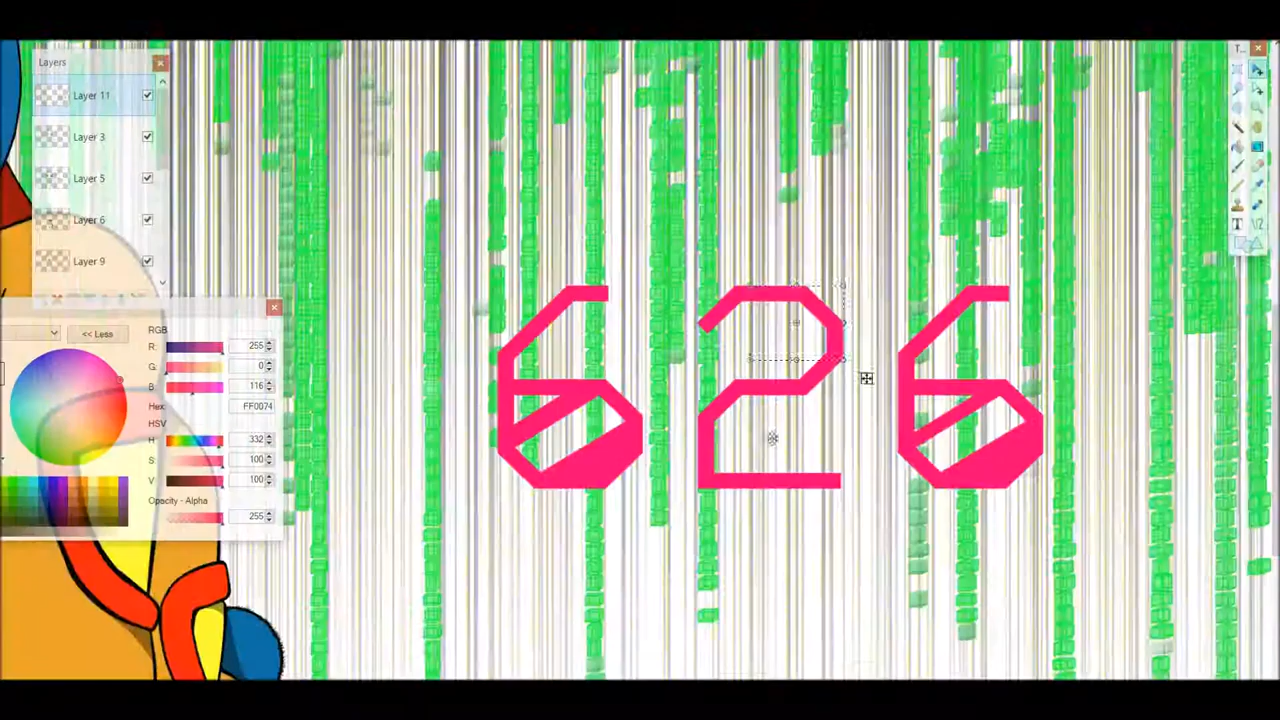 Layers
T...
Layer 11
Layer 3
Layer 5
Layer 6
Layer 9
<< Less
RGB
R: 255
G: 0
B: 116
Hex: FF0074
HSV
H: 332
S: 100
V: 100
Opacity - Alpha
255
626